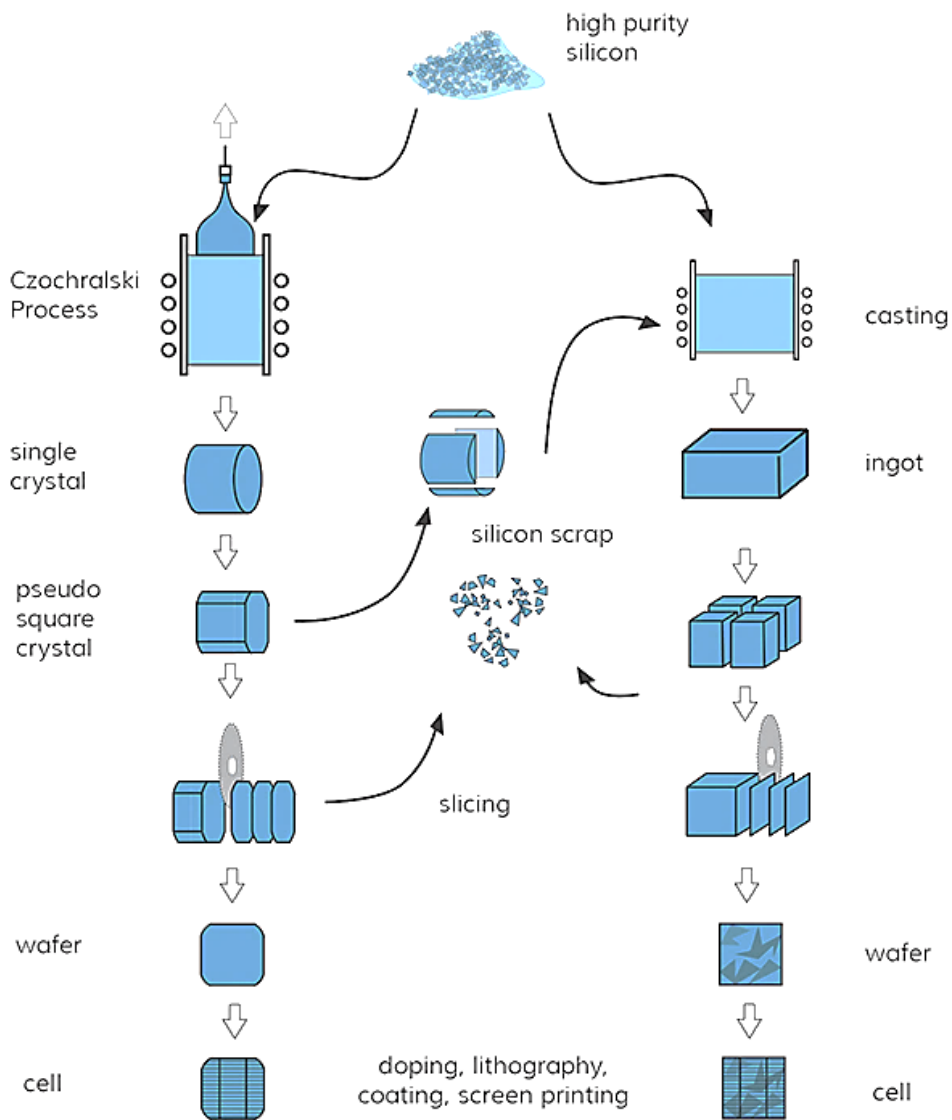 high purity
silicon
Czochralski
Process
casting
single
crystal
ingot
silicon scrap
pseudo
square
crystal
slicing
wafer
wafer
cell
doping, lithography,
coating, screen printing
cell